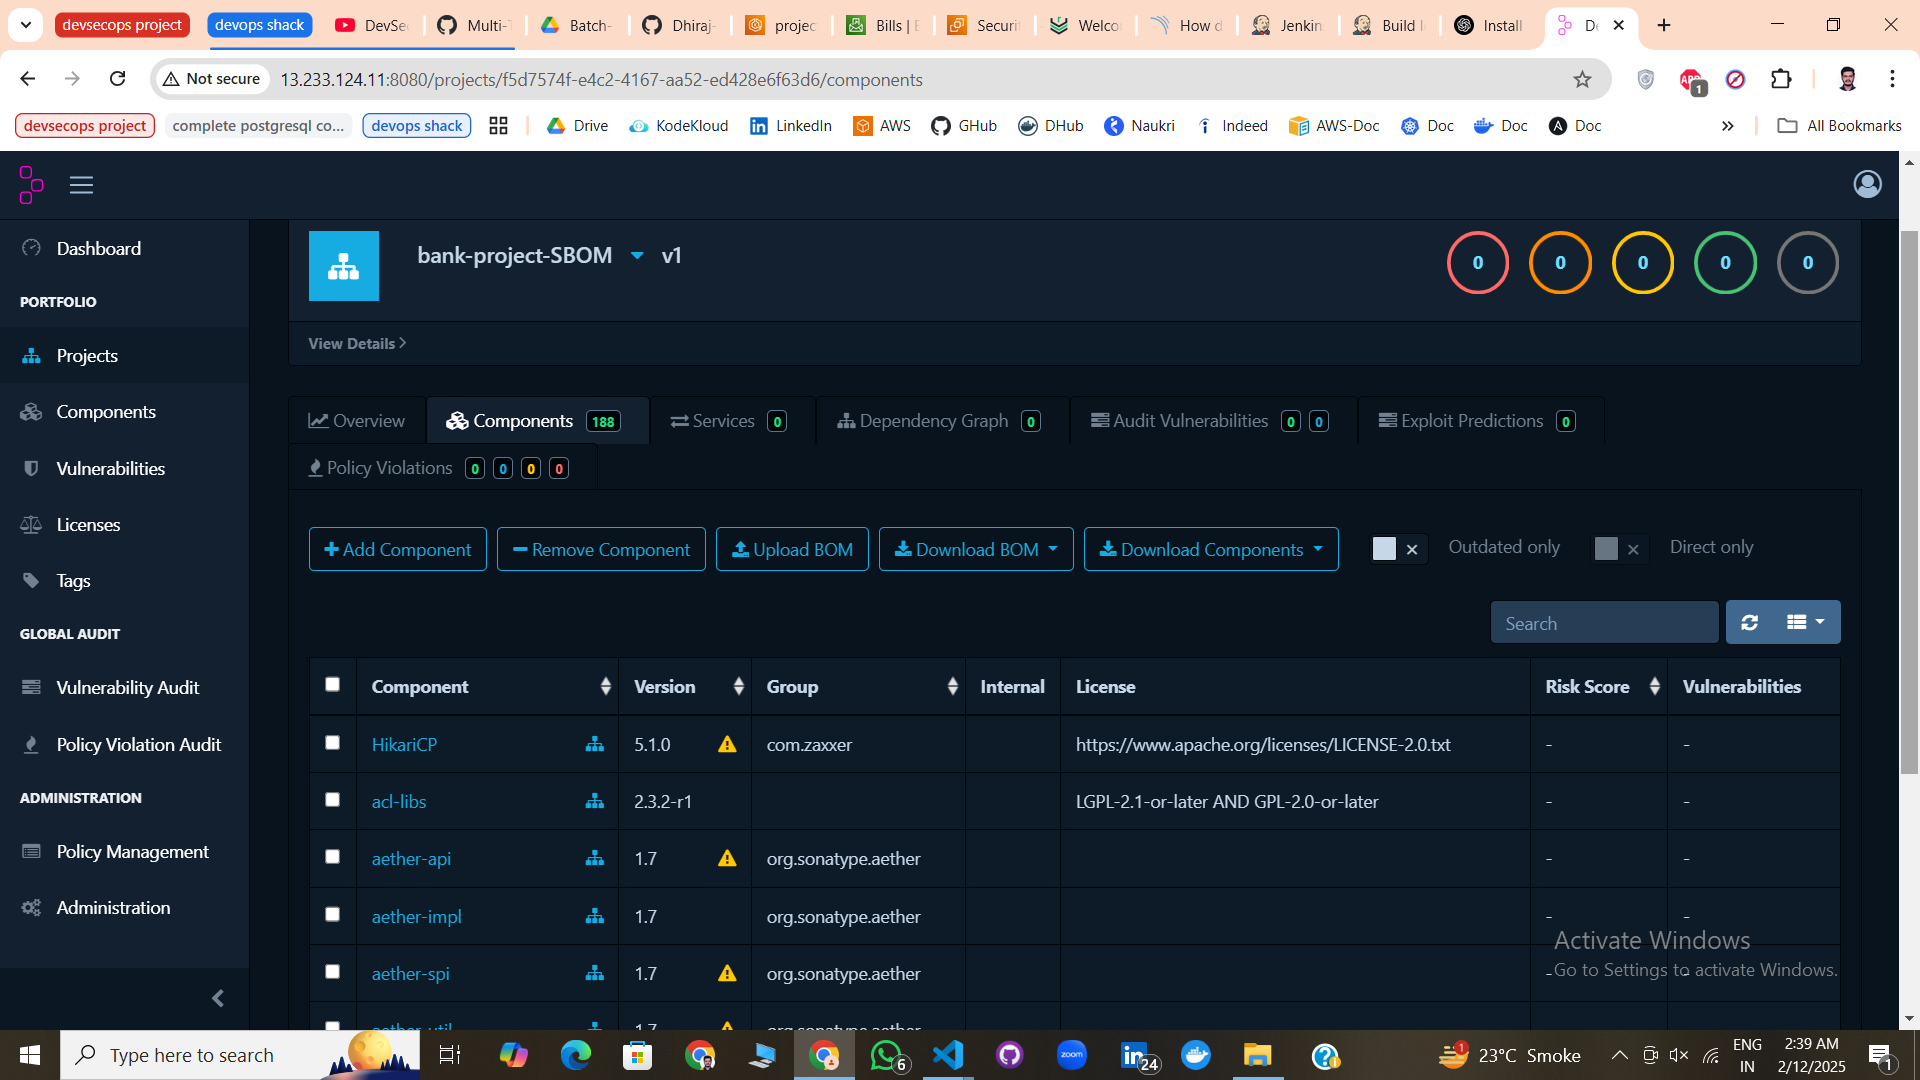 devsecops project
devops shack
DevSe
Multi-T
Batch-
Dhiraj-
projec
Bills | E
Securit
Welco
How d
Jenkin
Build I
Install
De
Not secure
13.233.124.11:8080/projects/f5d7574f-e4c2-4167-aa52-ed428e6f63d6/components
ABP
1
devsecops project
complete postgresql co...
devops shack
Drive
KodeKloud
LinkedIn
AWS
GHub
DHub
Naukri
Indeed
AWS-Doc
Doc
Doc
Doc
All Bookmarks
Dashboard
PORTFOLIO
Projects
Components
Vulnerabilities
Licenses
Tags
GLOBAL AUDIT
Vulnerability Audit
Policy Violation Audit
ADMINISTRATION
Policy Management
Administration
bank-project-SBOM v1
0 0 0 0 0
View Details
Overview
Components 188
Services 0
Dependency Graph 0
Audit Vulnerabilities 0 0
Exploit Predictions 0
Policy Violations 0 0 0 0
Add Component
Remove Component
Upload BOM
Download BOM
Download Components
Outdated only
Direct only
Search
Component Version Group Internal License Risk Score Vulnerabilities
HikariCP 5.1.0 com.zaxxer https://www.apache.org/licenses/LICENSE-2.0.txt - -
acl-libs 2.3.2-r1 LGPL-2.1-or-later AND GPL-2.0-or-later - -
aether-api 1.7 org.sonatype.aether - -
aether-impl 1.7 org.sonatype.aether - -
aether-spi 1.7 org.sonatype.aether - -
aether-util 1.7 org.sonatype.aether
Activate Windows
Go to Settings to activate Windows.
Type here to search
6
zoom
24
1
23°C Smoke
ENG
IN
2:39 AM
2/12/2025
1